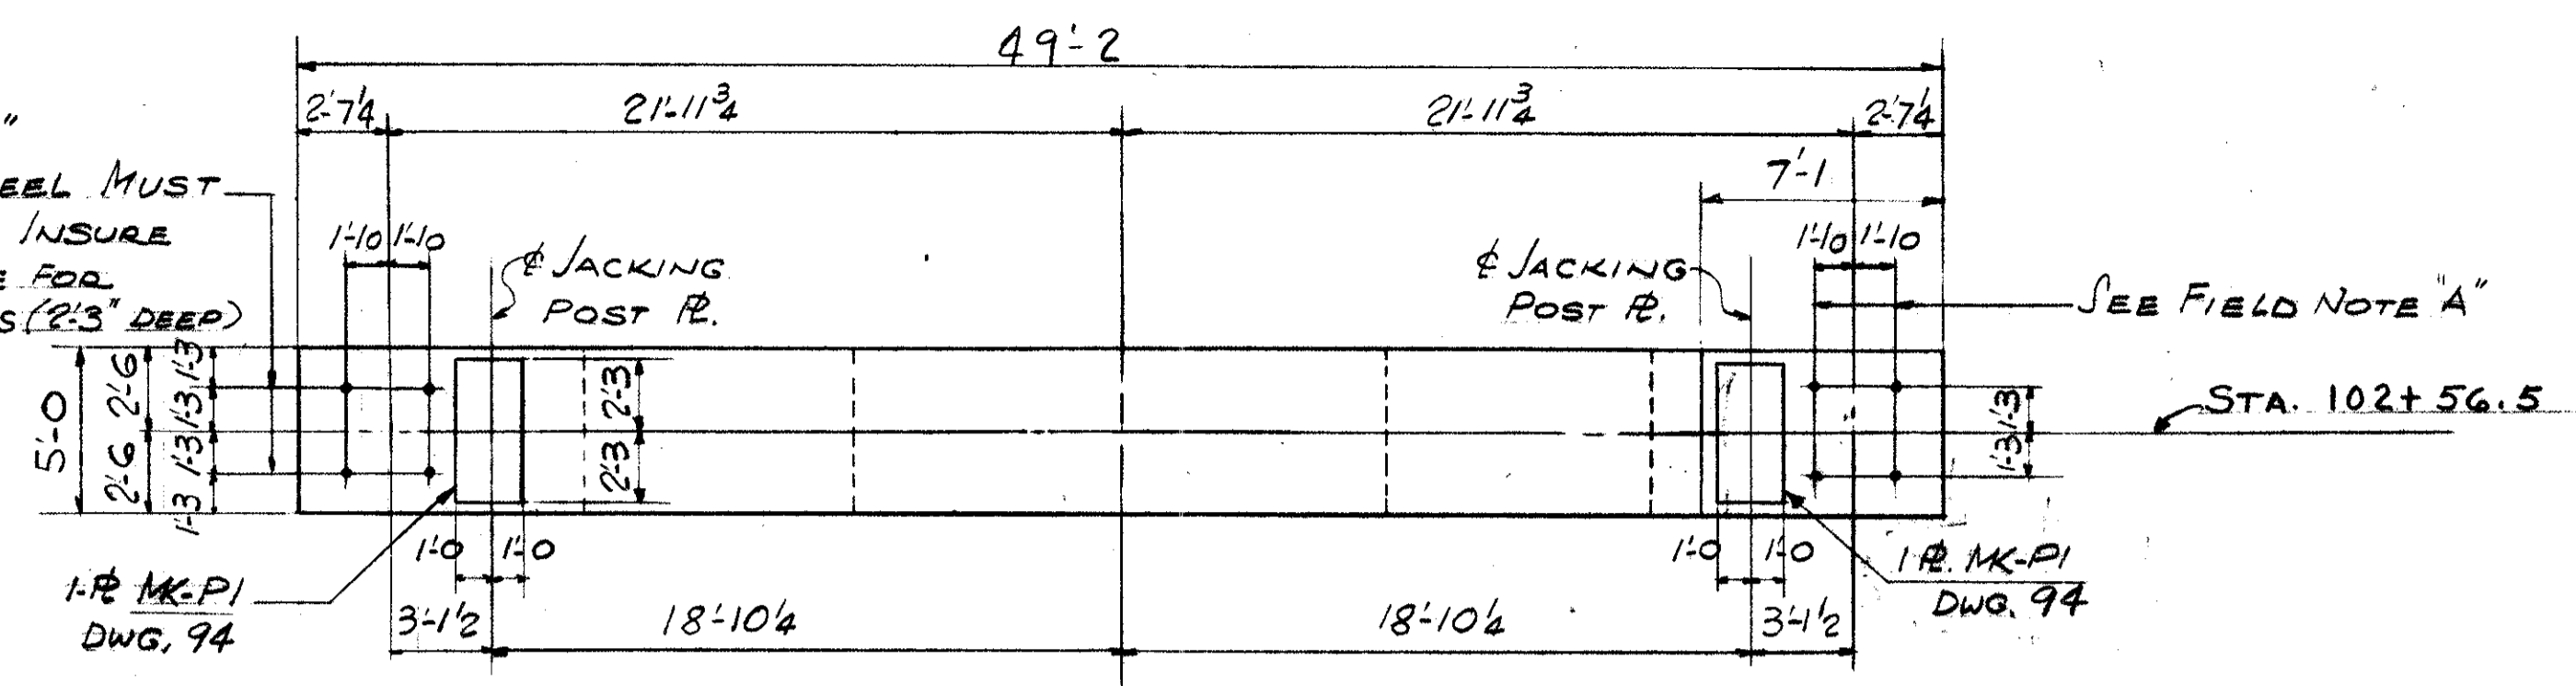 49'-2
2'-7¼ 21'-11¾ 21'-11¾ 2'-7¼
"
7'-1
MUST
INSURE
FOR
(2'-3" DEEP)
1'-10 1'-10
℄ JACKING
POST ⅊.
℄ JACKING
POST ⅊.
1'-10 1'-10
SEE FIELD NOTE "A"
5'-0
2'-6
2'-6
1'-3
1'-3
1'-3
1'-3
2'-3
2'-3
1'-3
1'-3
STA. 102+56.5
1'-0 1'-0
1'-0 1'-0
1-⅊ MK-P1
DWG. 94
1 ⅊. MK-P1
DWG. 94
3'-1½ 18'-10¼ 18'-10¼ 3'-1½